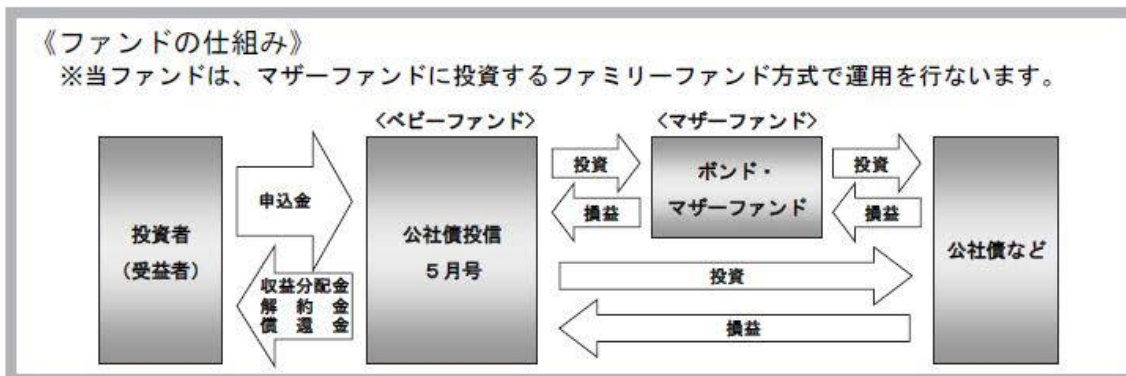 《ファンドの仕組み》
※当ファンドは、マザーファンドに投資するファミリーファンド方式で運用を行ないます。
〈ベビーファンド〉
〈マザーファンド〉
投資者
（受益者）
申込金
収益分配金
解約金
償還金
公社債投信
5月号
投資
損益
ボンド・
マザーファンド
投資
損益
投資
損益
公社債など